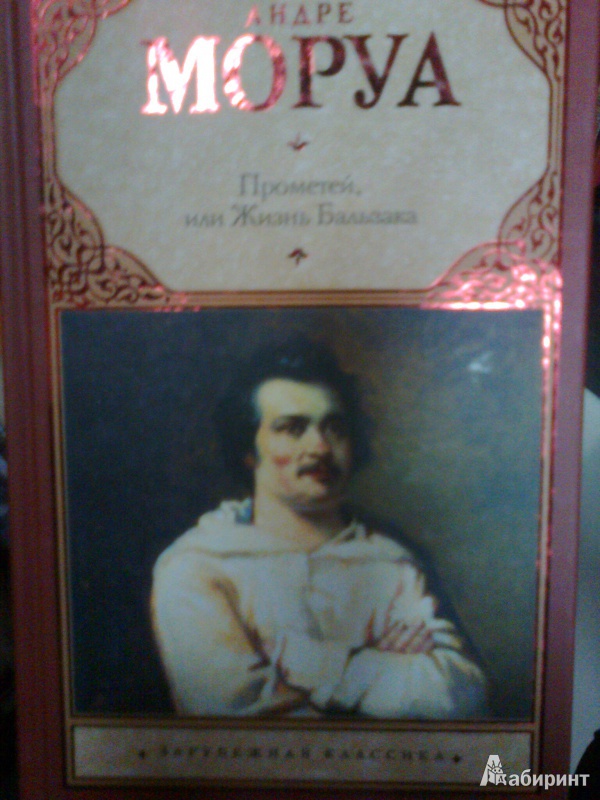 АНДРЕ
МОРУА
Прометей,
или Жизнь Бальзака
ЗАРУБЕЖНАЯ КЛАССИКА
Лабиринт